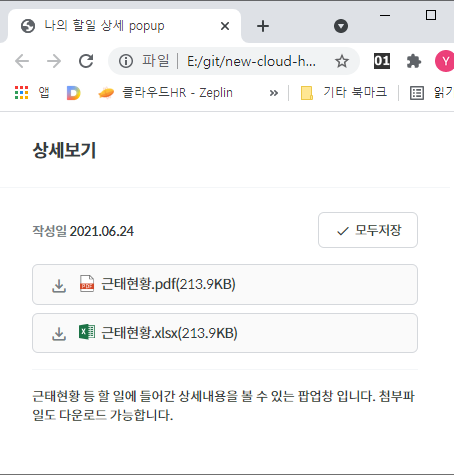 나의 할일 상세 popup
파일 | E:/git/new-cloud-h...
01
Y
앱
클라우드HR - Zeplin
»
기타 북마크
상세보기
작성일 2021.06.24
모두저장
PDF
근태현황.pdf(213.9KB)
근태현황.xlsx(213.9KB)
근태현황 등 할 일에 들어간 상세내용을 볼 수 있는 팝업창 입니다. 첨부파
일도 다운로드 가능합니다.